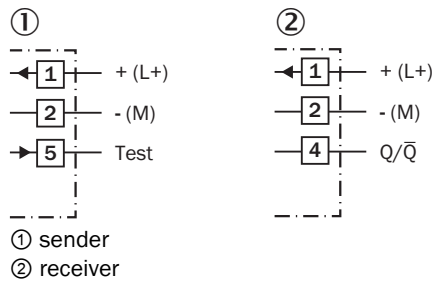 ① ②
1 + (L+) 1 + (L+)
2 - (M) 2 - (M)
5 Test 4 Q/Q̅
① sender
② receiver